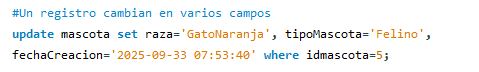 #Un registro cambian en varios campos
update mascota set raza='GatoNaranja', tipoMascota='Felino',
fechaCreacion='2025-09-33 07:53:40' where idmascota=5;